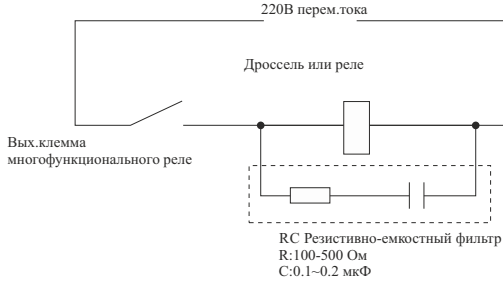 220В перем.тока
Дроссель или реле
Вых.клемма
многофункционального реле
RC Резистивно-емкостный фильтр
R:100-500 Ом
C:0.1~0.2 мкФ